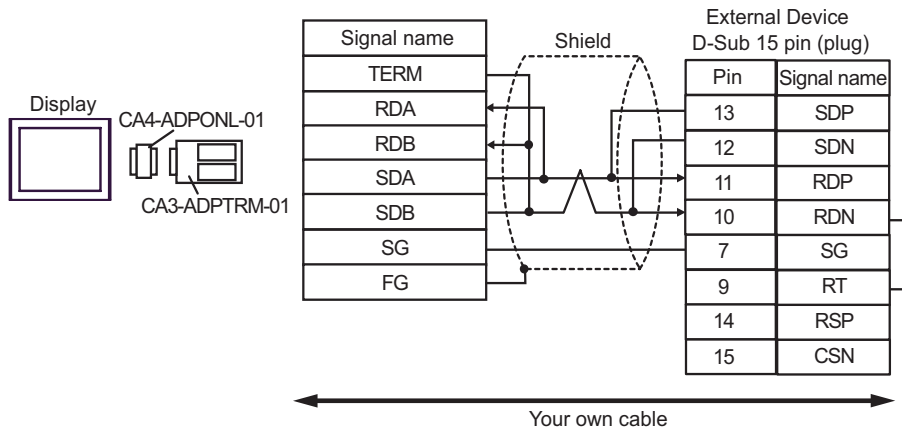 Display
CA4-ADPONL-01
CA3-ADPTRM-01
Signal name
TERM
RDA
RDB
SDA
SDB
SG
FG
Shield
External Device
D-Sub 15 pin (plug)
Pin Signal name
13 SDP
12 SDN
11 RDP
10 RDN
7 SG
9 RT
14 RSP
15 CSN
Your own cable